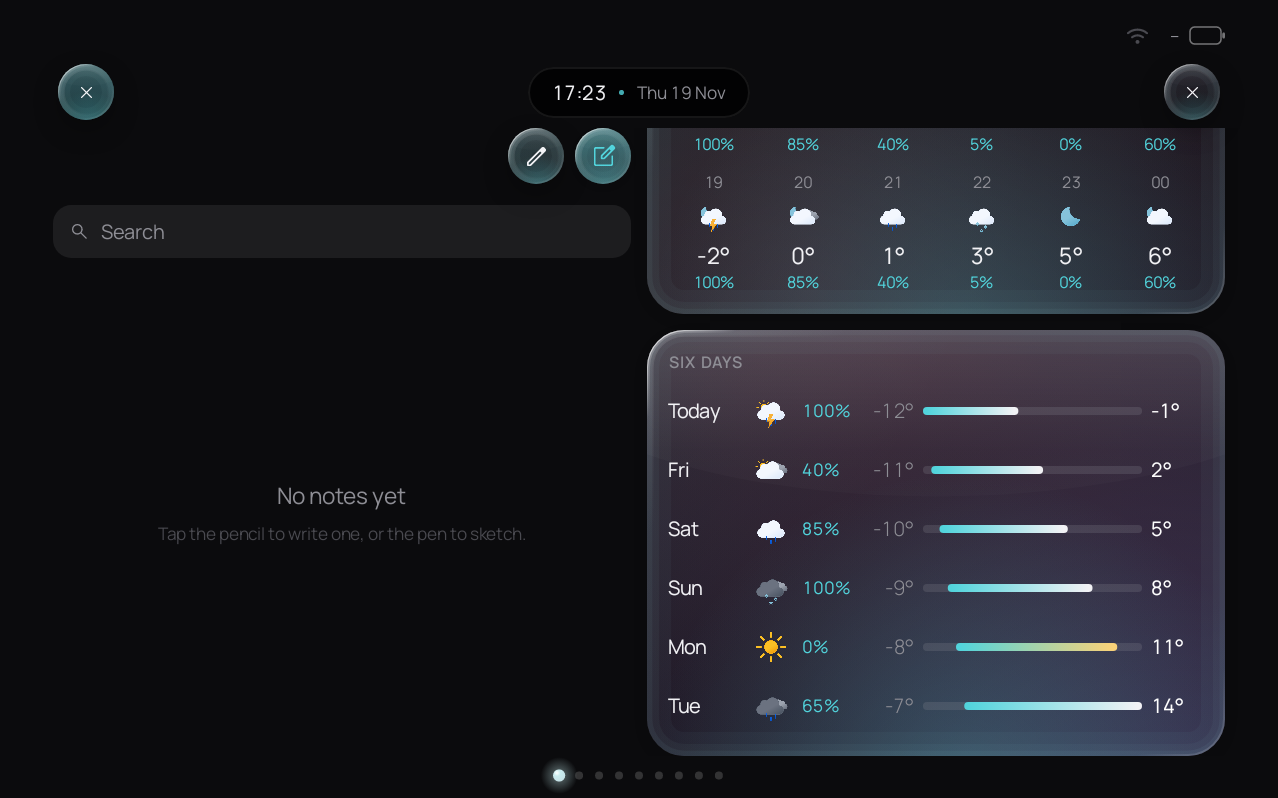 –
17:23 • Thu 19 Nov
Search
No notes yet
Tap the pencil to write one, or the pen to sketch.
100% 85% 40% 5% 0% 60%
19 20 21 22 23 00
-2° 0° 1° 3° 5° 6°
100% 85% 40% 5% 0% 60%
SIX DAYS
Today 100% -12° -1°
Fri 40% -11° 2°
Sat 85% -10° 5°
Sun 100% -9° 8°
Mon 0% -8° 11°
Tue 65% -7° 14°